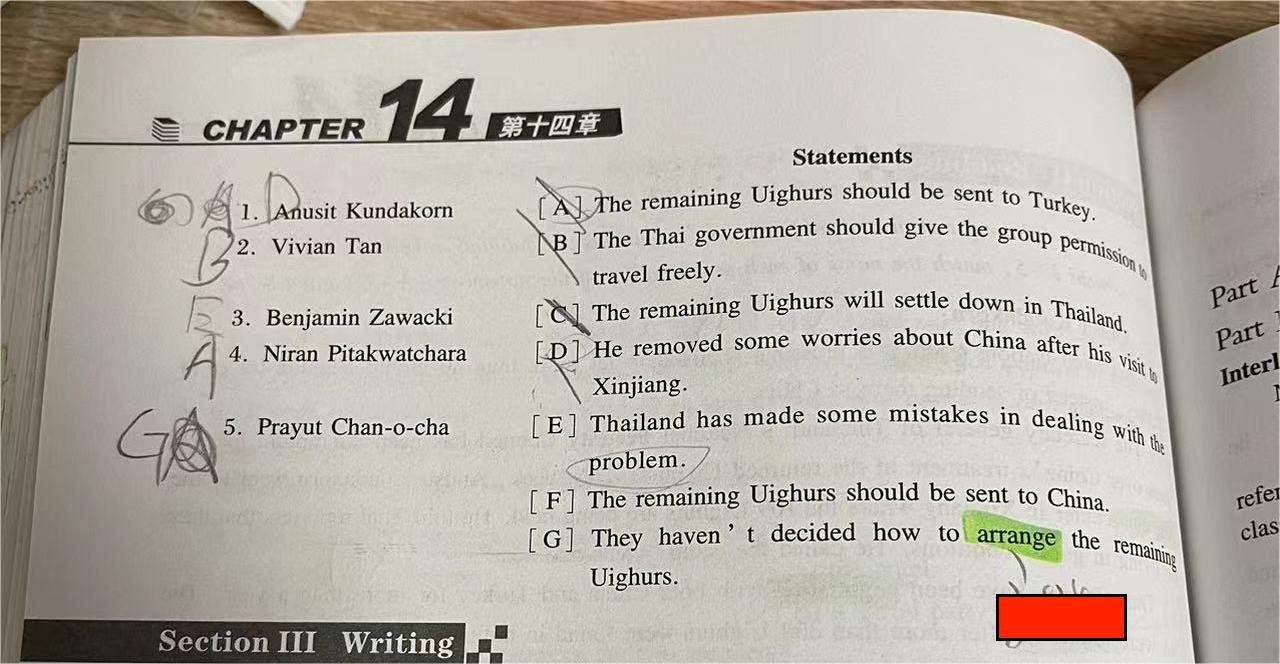 CHAPTER 14 第十四章
Statements
D 1. Anusit Kundakorn [A] The remaining Uighurs should be sent to Turkey.
B 2. Vivian Tan [B] The Thai government should give the group permission to
travel freely.
E 3. Benjamin Zawacki [C] The remaining Uighurs will settle down in Thailand.
A 4. Niran Pitakwatchara [D] He removed some worries about China after his visit to
Xinjiang.
G 5. Prayut Chan-o-cha [E] Thailand has made some mistakes in dealing with the
problem.
[F] The remaining Uighurs should be sent to China.
[G] They haven't decided how to arrange the remaining
Uighurs.
Section III Writing
Part
Part
refer